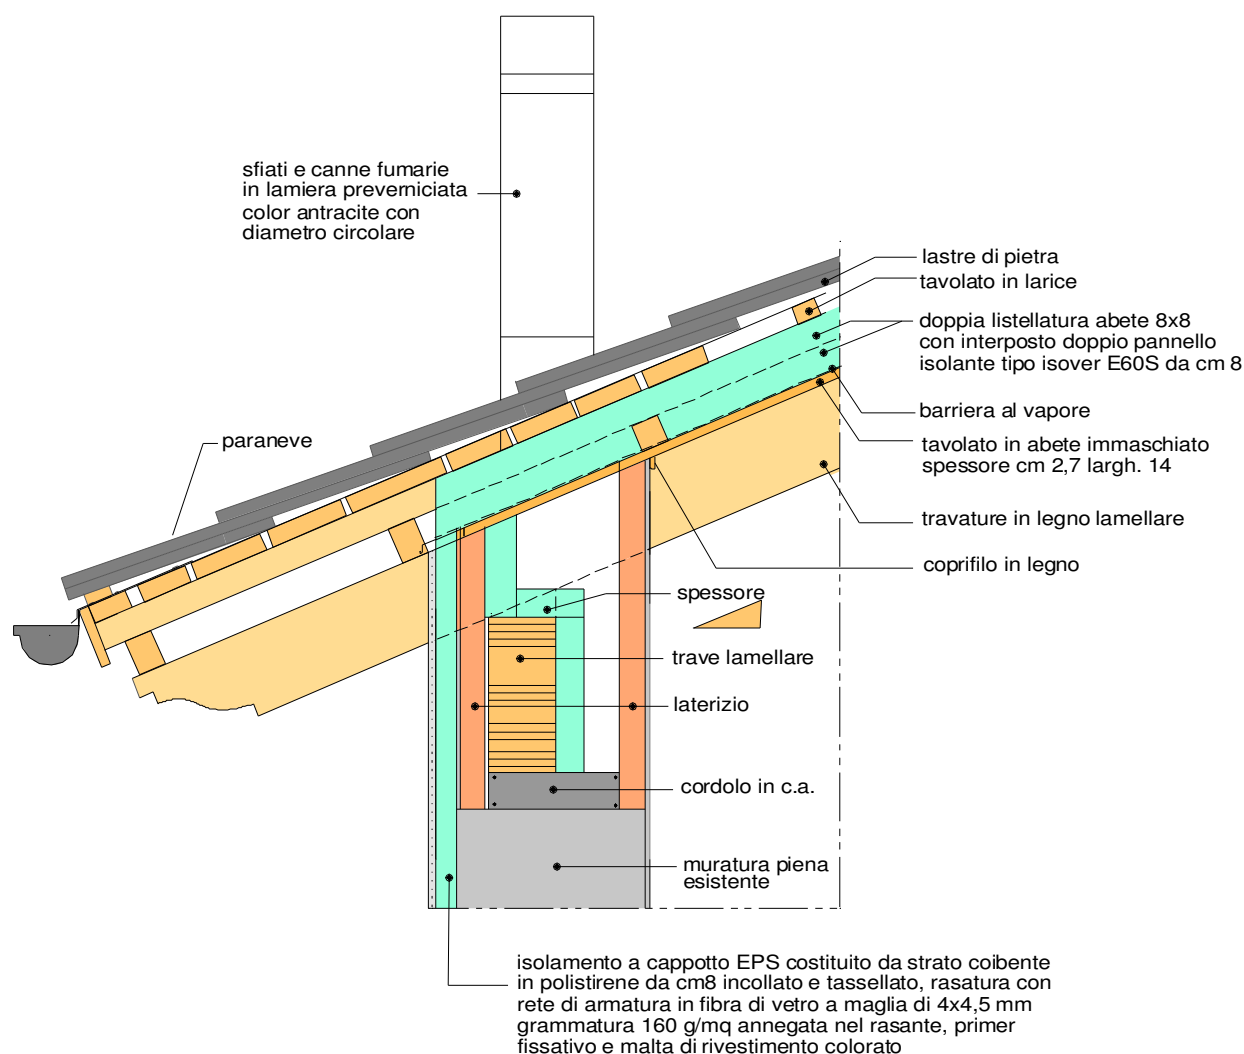 sfiati e canne fumarie
in lamiera preverniciata
color antracite con
diametro circolare
lastre di pietra
tavolato in larice
doppia listellatura abete 8x8
con interposto doppio pannello
isolante tipo isover E60S da cm 8
barriera al vapore
paraneve
tavolato in abete immaschiato
spessore cm 2,7 largh. 14
travature in legno lamellare
coprifilo in legno
spessore
trave lamellare
laterizio
cordolo in c.a.
muratura piena
esistente
isolamento a cappotto EPS costituito da strato coibente
in polistirene da cm8 incollato e tassellato, rasatura con
rete di armatura in fibra di vetro a maglia di 4x4,5 mm
grammatura 160 g/mq annegata nel rasante, primer
fissativo e malta di rivestimento colorato